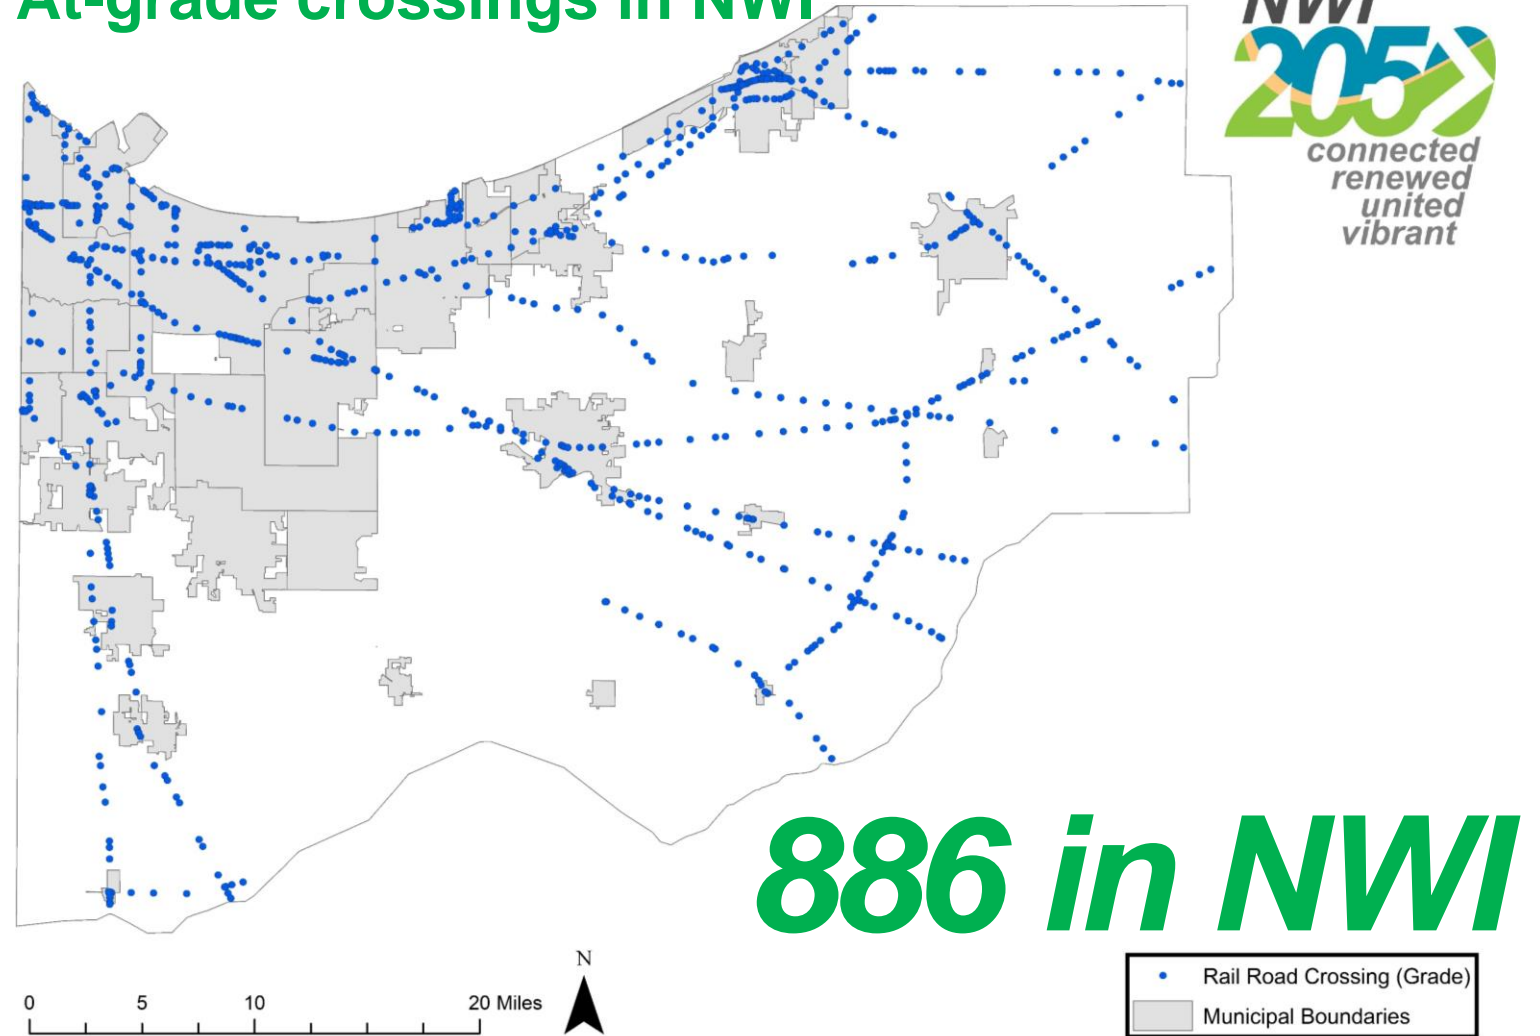 At-grade crossings in NWI
NWI
2050
connected
renewed
united
vibrant
886 in NWI
N
0 5 10 20 Miles
Rail Road Crossing (Grade)
Municipal Boundaries